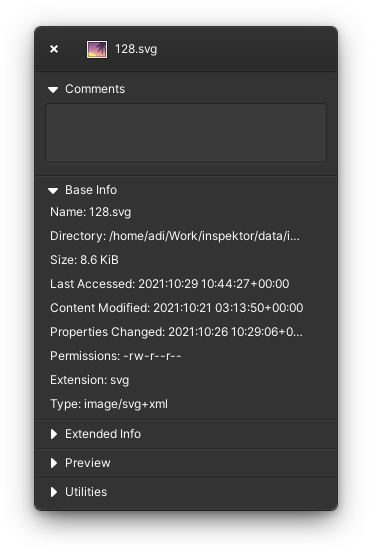 128.svg
Comments
Base Info
Name: 128.svg
Directory: /home/adi/Work/inspektor/data/i...
Size: 8.6 KiB
Last Accessed: 2021:10:29 10:44:27+00:00
Content Modified: 2021:10:21 03:13:50+00:00
Properties Changed: 2021:10:26 10:29:06+0...
Permissions: -rw-r--r--
Extension: svg
Type: image/svg+xml
Extended Info
Preview
Utilities